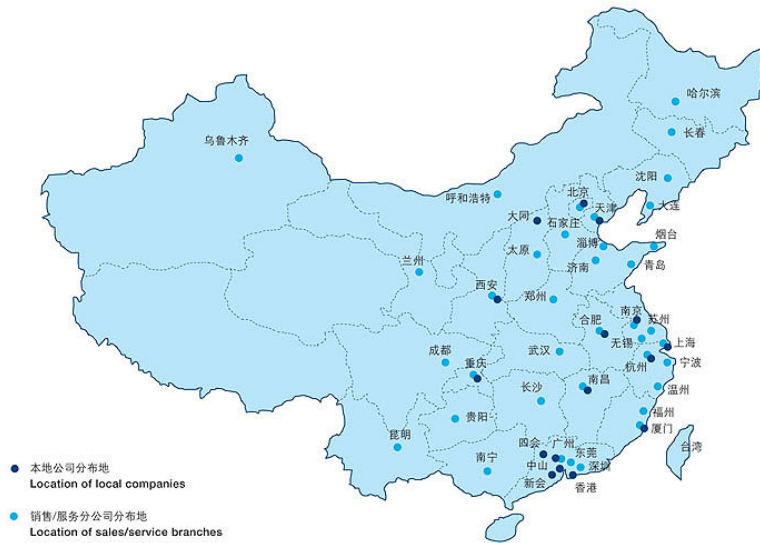 哈尔滨
长春
乌鲁木齐
沈阳
呼和浩特
北京
大连
大同
天津
石家庄
烟台
淄博
太原
兰州
济南
青岛
西安
郑州
南京
苏州
合肥
无锡
上海
成都
武汉
重庆
杭州
宁波
南昌
温州
长沙
贵阳
福州
厦门
昆明
四会
广州
台湾
东莞
南宁
中山
深圳
新会
香港
本地公司分布地
Location of local companies
销售/服务分公司分布地
Location of sales/service branches